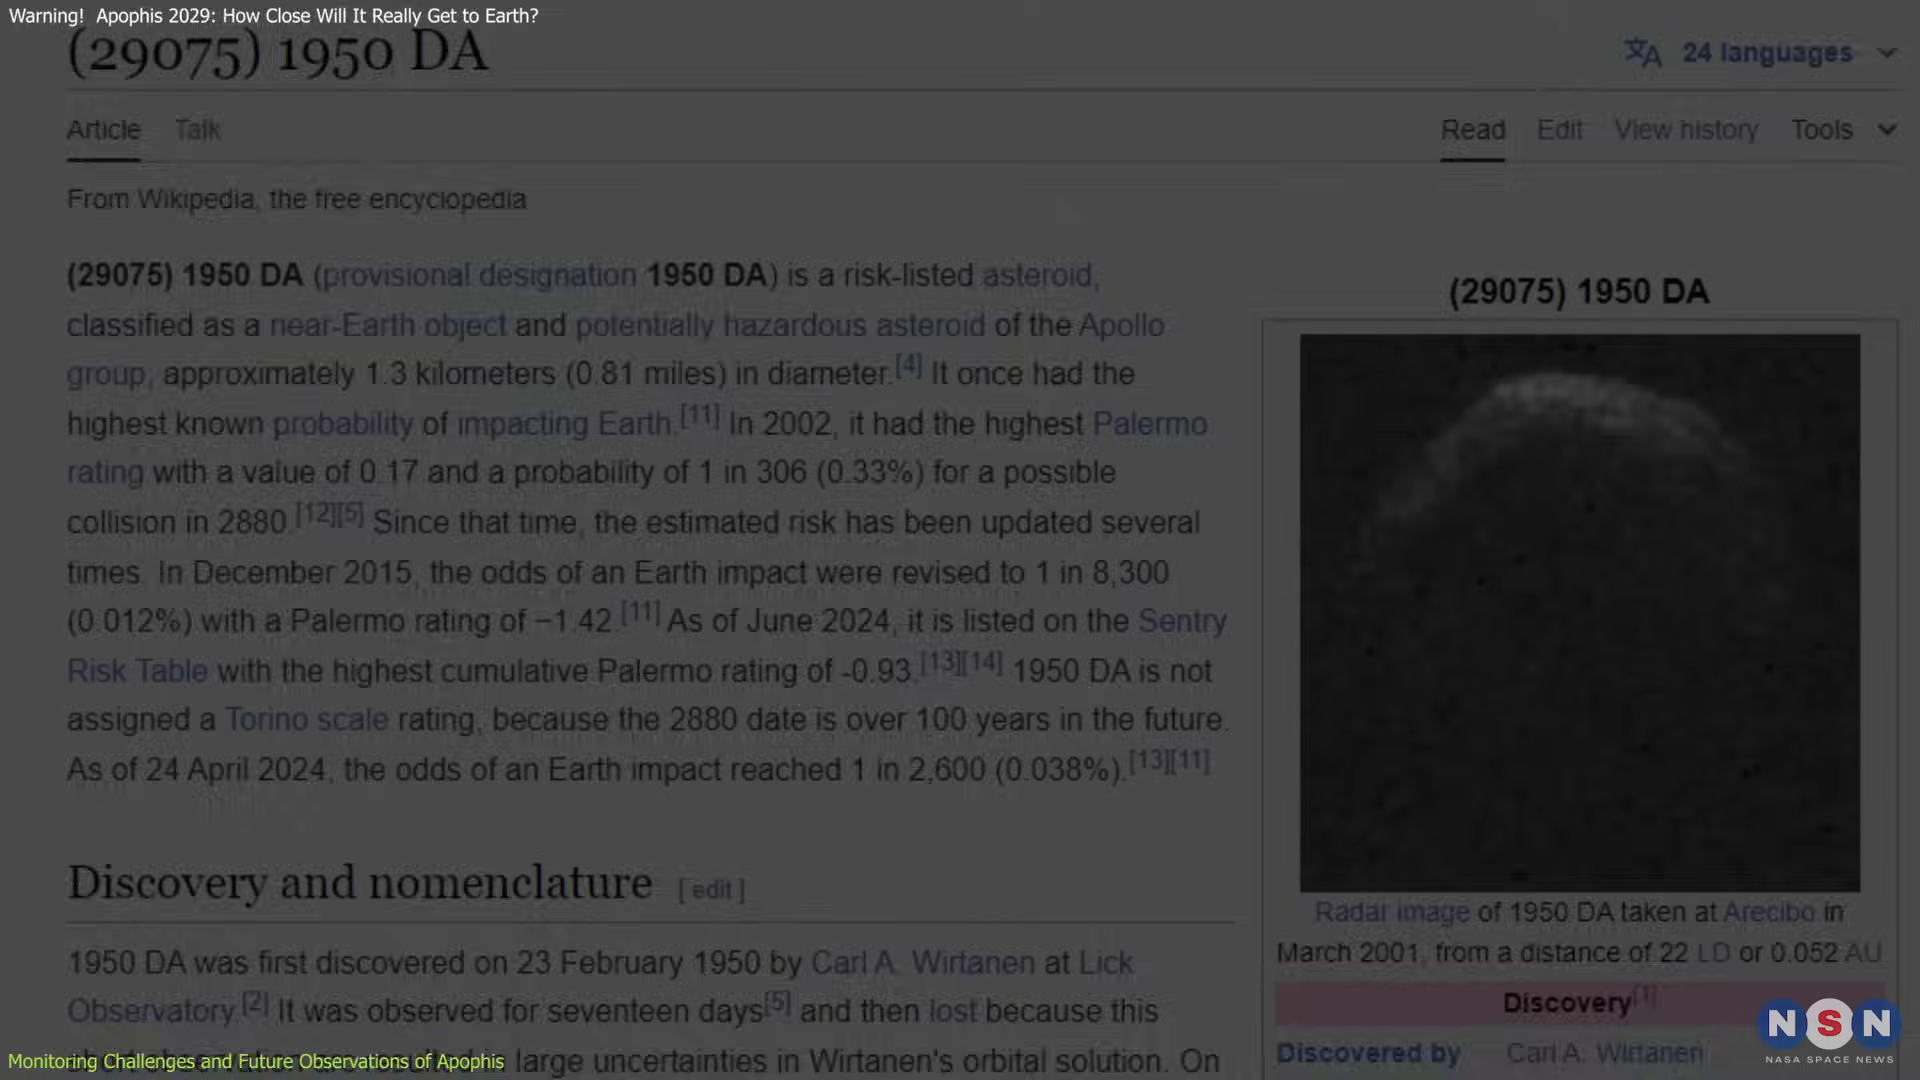 Warning!  Apophis 2029: How Close Will It Really Get to Earth?
(29075) 1950 DA
24 languages
Article Talk
Read Edit View history Tools
From Wikipedia, the free encyclopedia
(29075) 1950 DA (provisional designation 1950 DA) is a risk-listed asteroid,
classified as a near-Earth object and potentially hazardous asteroid of the Apollo
group, approximately 1.3 kilometers (0.81 miles) in diameter.[4] It once had the
highest known probability of impacting Earth.[11] In 2002, it had the highest Palermo
rating with a value of 0.17 and a probability of 1 in 306 (0.33%) for a possible
collision in 2880.[12][5] Since that time, the estimated risk has been updated several
times. In December 2015, the odds of an Earth impact were revised to 1 in 8,300
(0.012%) with a Palermo rating of −1.42.[11] As of June 2024, it is listed on the Sentry
Risk Table with the highest cumulative Palermo rating of -0.93.[13][14] 1950 DA is not
assigned a Torino scale rating, because the 2880 date is over 100 years in the future.
As of 24 April 2024, the odds of an Earth impact reached 1 in 2,600 (0.038%).[13][11]
Discovery and nomenclature [ edit ]
1950 DA was first discovered on 23 February 1950 by Carl A. Wirtanen at Lick
Observatory.[2] It was observed for seventeen days[5] and then lost because this
large uncertainties in Wirtanen's orbital solution. On
Monitoring Challenges and Future Observations of Apophis
(29075) 1950 DA
Radar image of 1950 DA taken at Arecibo in
March 2001, from a distance of 22 LD or 0.052 AU
Discovery[1]
Discovered by Carl A. Wirtanen
NSN
NASA SPACE NEWS